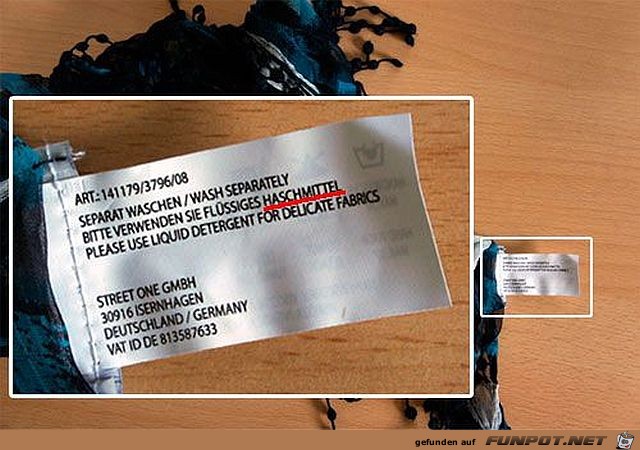 ART.:141179/3796/08
SEPARAT WASCHEN / WASH SEPARATELY
BITTE VERWENDEN SIE FLÜSSIGES HASCHMITTEL
PLEASE USE LIQUID DETERGENT FOR DELICATE FABRICS
STREET ONE GMBH
30916 ISERNHAGEN
DEUTSCHLAND / GERMANY
VAT ID DE 813587633
gefunden auf FUNPOT.NET